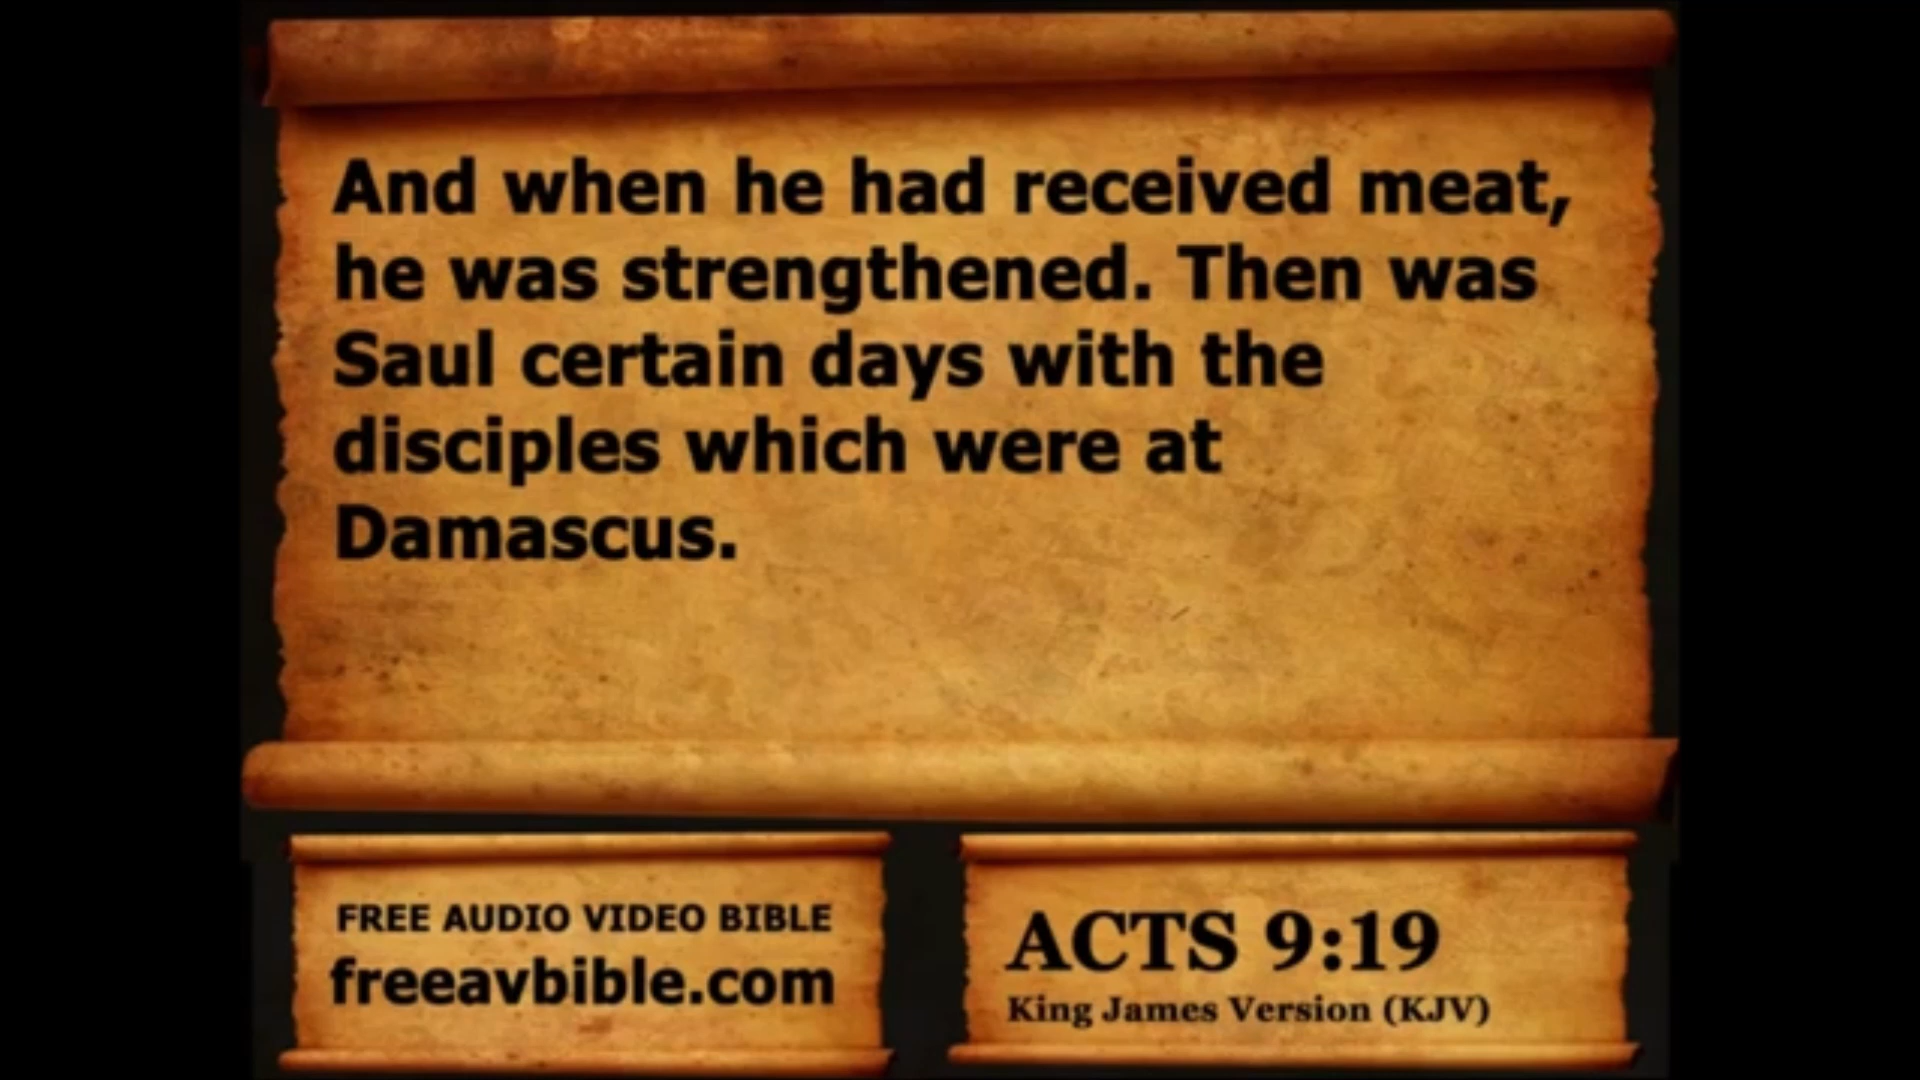 And when he had received meat,
he was strengthened. Then was
Saul certain days with the
disciples which were at
Damascus.
FREE AUDIO VIDEO BIBLE
freeavbible.com
ACTS 9:19
King James Version (KJV)